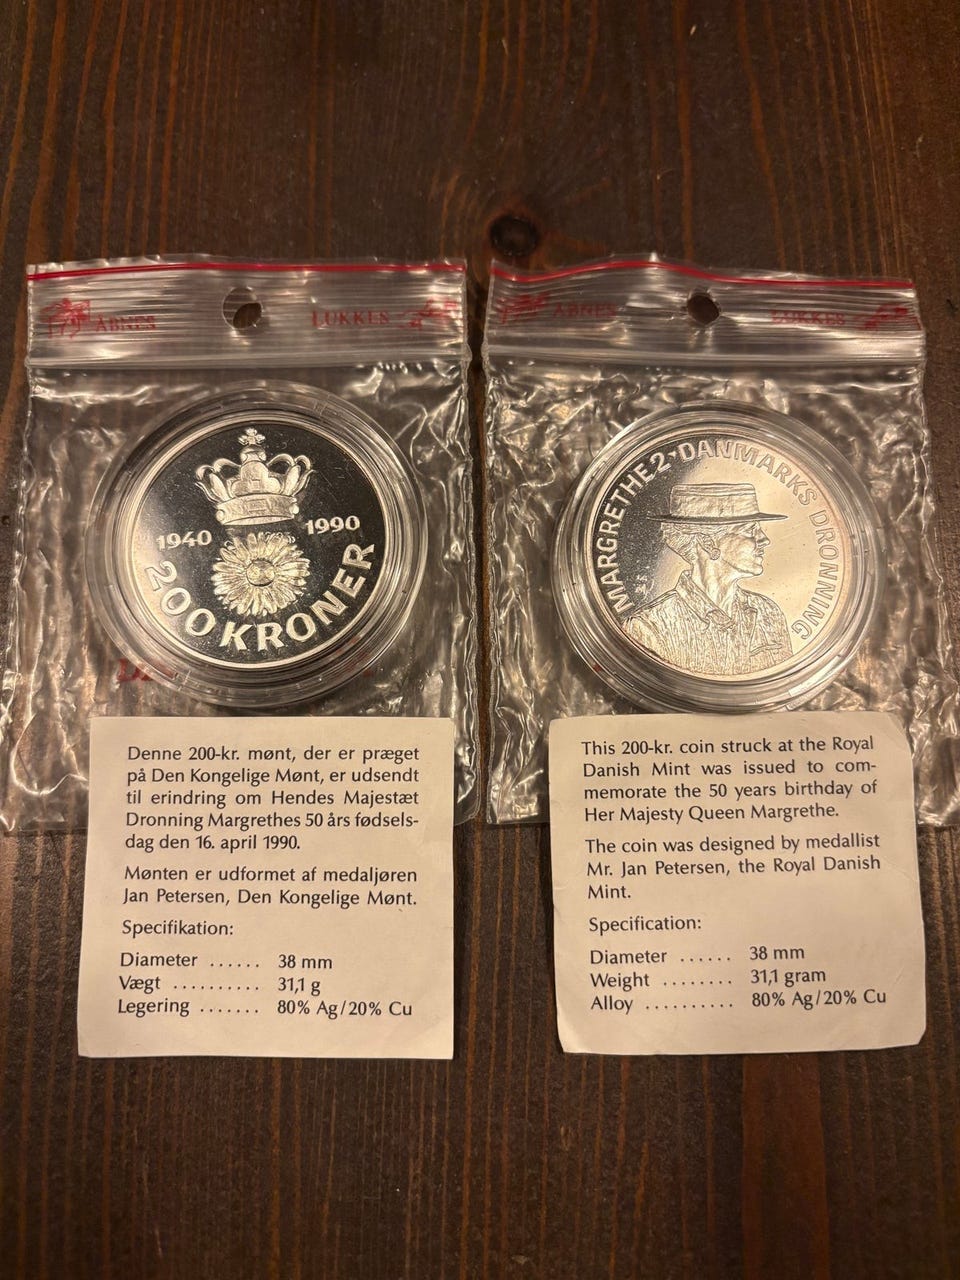 ÅBNES LUKKES
ÅBNES LUKKES
1940 1990
200 KRONER
MARGRETHE 2 · DANMARKS DRONNING
Denne 200-kr. mønt, der er præget
på Den Kongelige Mønt, er udsendt
til erindring om Hendes Majestæt
Dronning Margrethes 50 års fødsels-
dag den 16. april 1990.
Mønten er udformet af medaljøren
Jan Petersen, Den Kongelige Mønt.
Specifikation:
Diameter ...... 38 mm
Vægt .......... 31,1 g
Legering ....... 80% Ag/20% Cu
This 200-kr. coin struck at the Royal
Danish Mint was issued to com-
memorate the 50 years birthday of
Her Majesty Queen Margrethe.
The coin was designed by medallist
Mr. Jan Petersen, the Royal Danish
Mint.
Specification:
Diameter ...... 38 mm
Weight ........ 31,1 gram
Alloy .......... 80% Ag/20% Cu